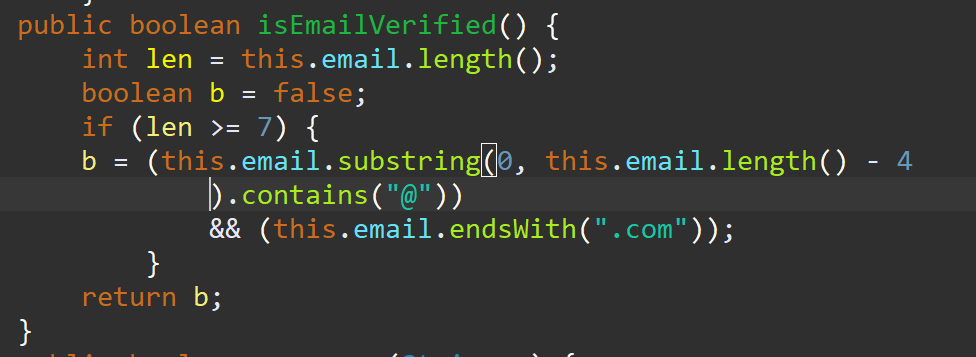 public boolean isEmailVerified() {
    int len = this.email.length();
    boolean b = false;
    if (len >= 7) {
    b = (this.email.substring(0, this.email.length() - 4
            ).contains("@"))
            && (this.email.endsWith(".com"));
        }
    return b;
}